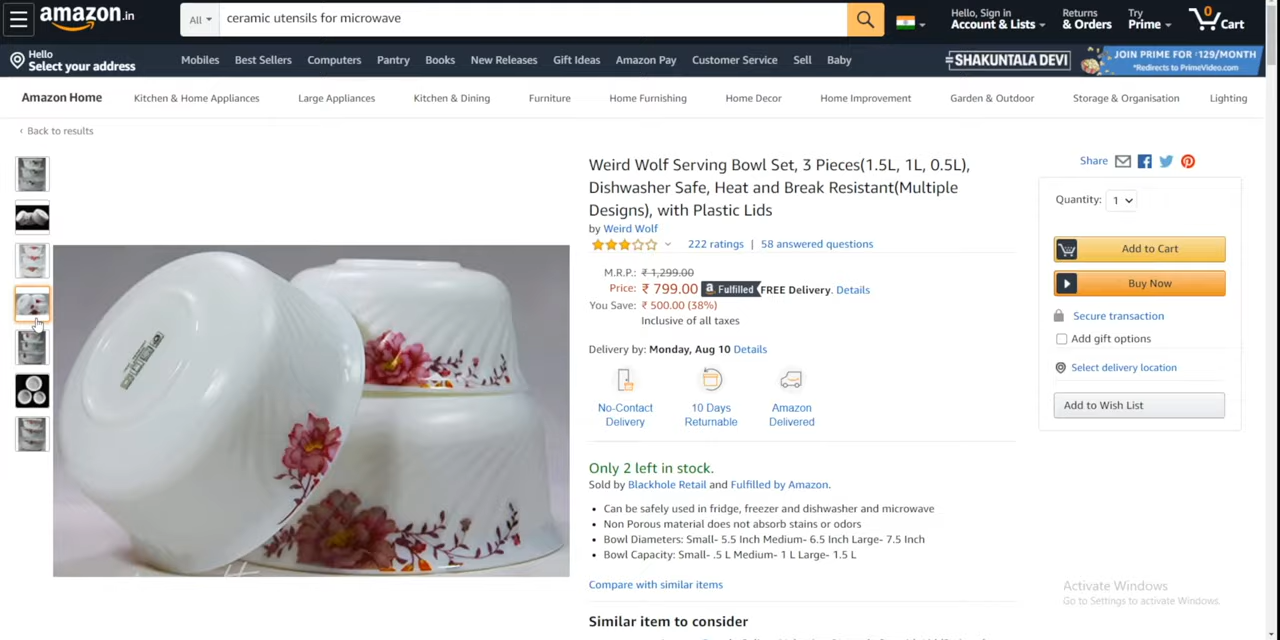 amazon.in
All
ceramic utensils for microwave
Hello, Sign in
Account & Lists
Returns
& Orders
Try
Prime
0
Cart
Hello
Select your address
Mobiles
Best Sellers
Computers
Pantry
Books
New Releases
Gift Ideas
Amazon Pay
Customer Service
Sell
Baby
#SHAKUNTALA DEVI
JOIN PRIME FOR ₹129/MONTH
*Redirects to PrimeVideo.com
Amazon Home
Kitchen & Home Appliances
Large Appliances
Kitchen & Dining
Furniture
Home Furnishing
Home Decor
Home Improvement
Garden & Outdoor
Storage & Organisation
Lighting
‹ Back to results
Weird Wolf Serving Bowl Set, 3 Pieces(1.5L, 1L, 0.5L),
Dishwasher Safe, Heat and Break Resistant(Multiple
Designs), with Plastic Lids
by Weird Wolf
222 ratings | 58 answered questions
M.R.P.: ₹ 1,299.00
Price: ₹ 799.00 a Fulfilled FREE Delivery. Details
You Save: ₹ 500.00 (38%)
Inclusive of all taxes
Delivery by: Monday, Aug 10 Details
No-Contact
Delivery
10 Days
Returnable
Amazon
Delivered
Only 2 left in stock.
Sold by Blackhole Retail and Fulfilled by Amazon.
• Can be safely used in fridge, freezer and dishwasher and microwave
• Non Porous material does not absorb stains or odors
• Bowl Diameters: Small- 5.5 Inch Medium- 6.5 Inch Large- 7.5 Inch
• Bowl Capacity: Small- .5 L Medium- 1 L Large- 1.5 L
Compare with similar items
Similar item to consider
Share
Quantity: 1
Add to Cart
Buy Now
Secure transaction
Add gift options
Select delivery location
Add to Wish List
Activate Windows
Go to Settings to activate Windows.